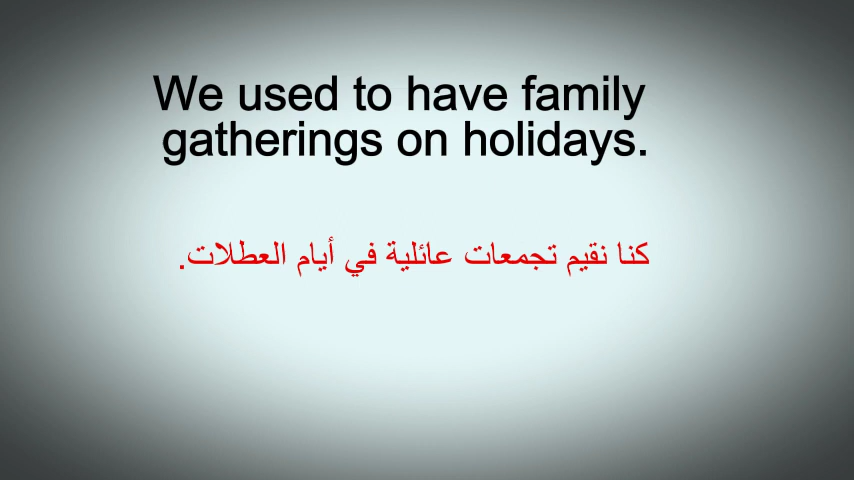 We used to have family
gatherings on holidays.
كنا نقيم تجمعات عائلية في أيام العطلات.